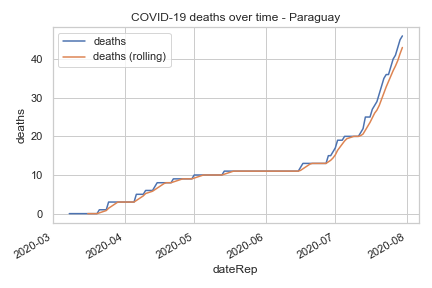 COVID-19 deaths over time - Paraguay
deaths
deaths (rolling)
deaths
40
30
20
10
0
2020-03
2020-04
2020-05
2020-06
2020-07
2020-08
dateRep